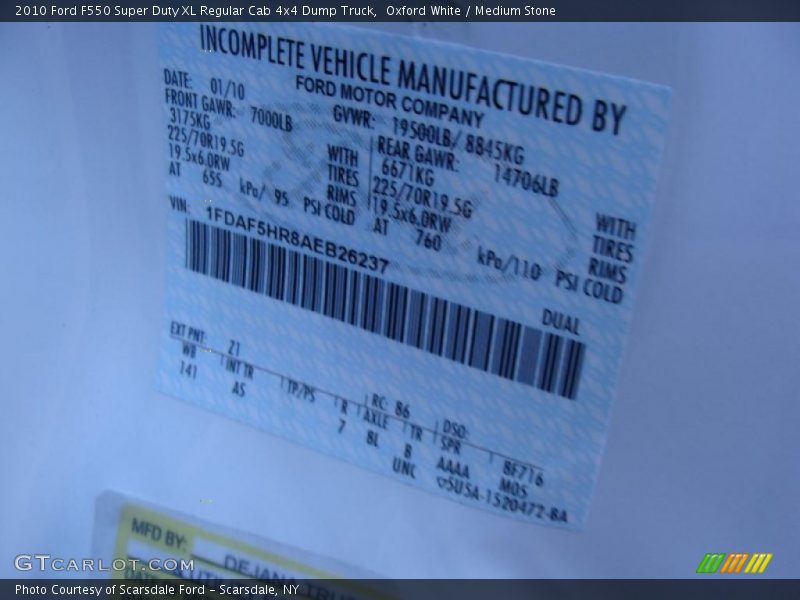 2010 Ford F550 Super Duty XL Regular Cab 4x4 Dump Truck,  Oxford White / Medium Stone
INCOMPLETE VEHICLE MANUFACTURED BY
FORD MOTOR COMPANY
DATE: 01/10
GVWR: 19500LB/ 8845KG
FRONT GAWR: 7000LB
3175KG
225/70R19.5G
19.5x6.0RW
AT 655 kPa/ 95
WITH
TIRES
RIMS
PSI COLD
REAR GAWR: 14706LB
6671KG
225/70R19.5G
19.5x6.0RW
AT 760 kPa/110
WITH
TIRES
RIMS
PSI COLD
VIN: 1FDAF5HR8AEB26237
DUAL
EXT PNT: Z1 RC: 86 DSO:
WB INT TR TP/PS R AXLE TR SPR 8F716
141 AS 7 8L B AAAA MOS
UNC ▽5U5A-1520472-BA
MFD BY:
DEJANA TRU
DATE
& UTIL
GTcarlot.com
Photo Courtesy of Scarsdale Ford - Scarsdale, NY